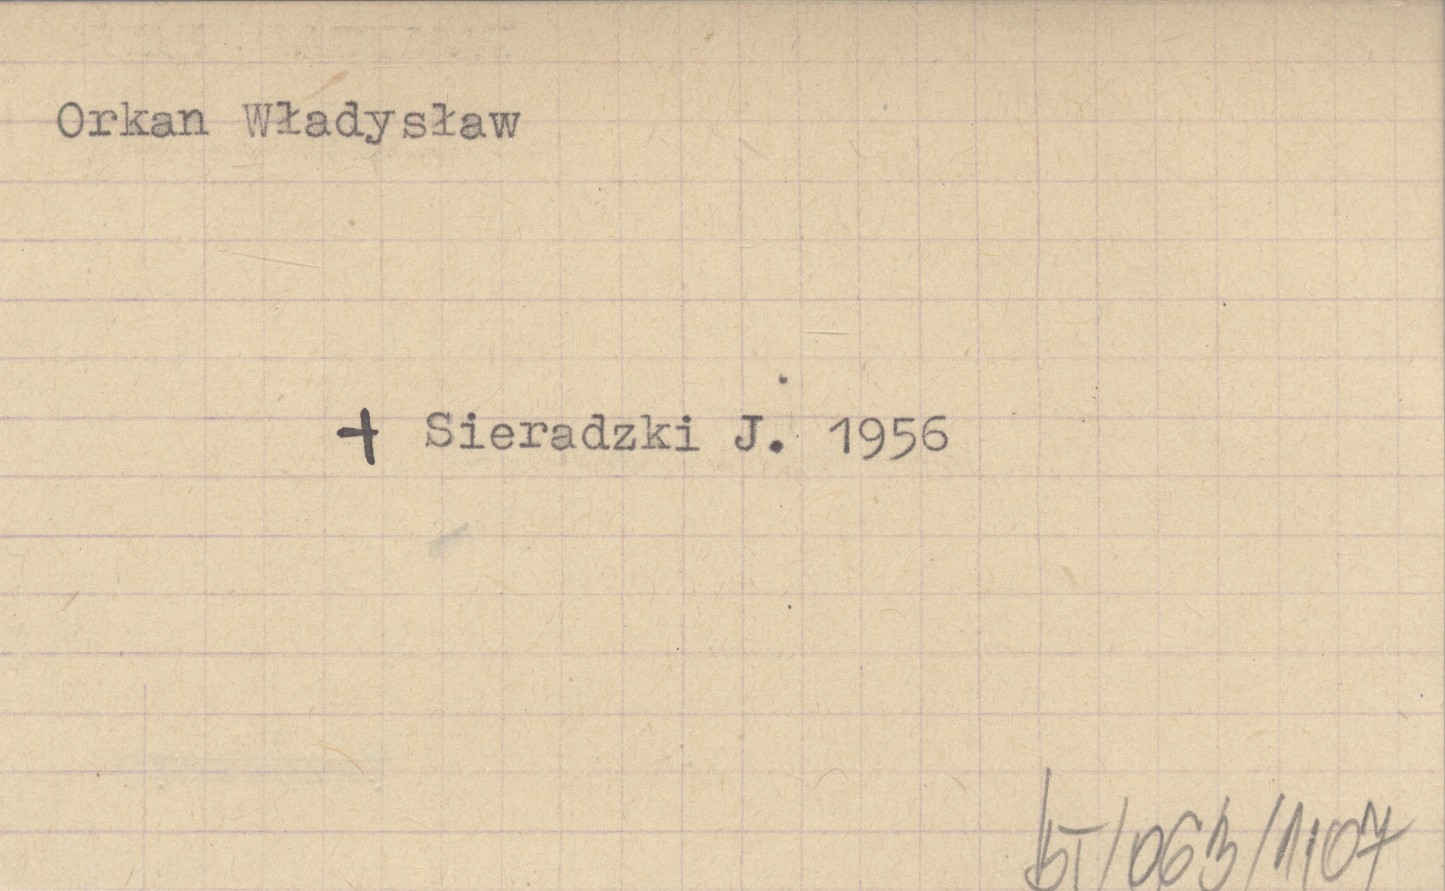 Orkan Władysław
+ Sieradzki J. 1956
bT/063/1107